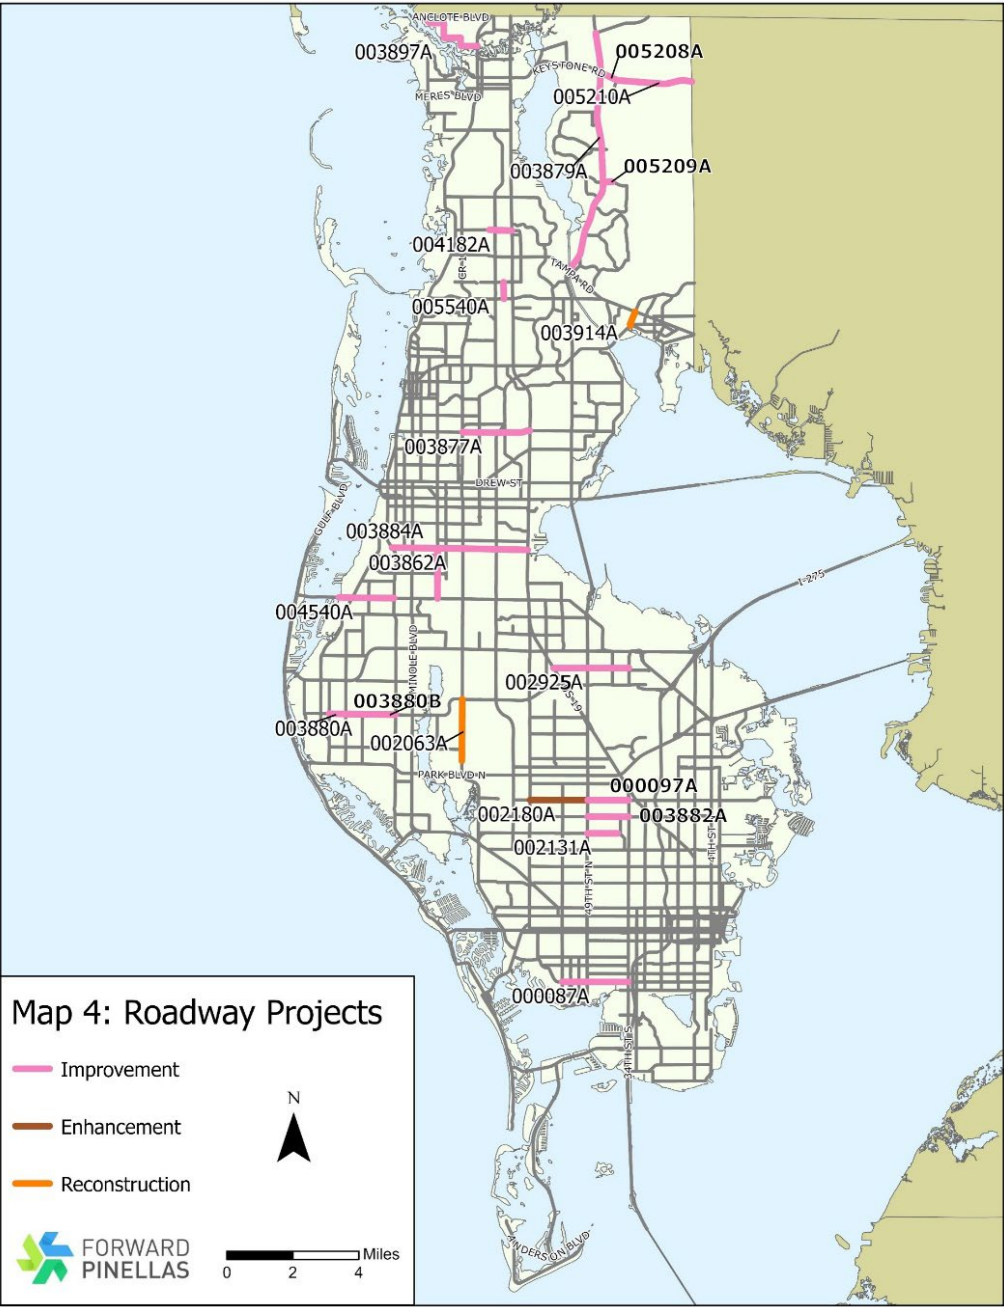 ANCLOTE BLVD
003897A
005208A
KEYSTONE RD
005210A
MERES BLVD
003879A
005209A
004182A
CR 1
TAMPA RD
005540A
003914A
003877A
DREW ST
GULF BLVD
003884A
003862A
I-275
004540A
MINOLE BLVD
002925A
US-19
003880B
003880A
002063A
PARK BLVD N
000097A
002180A
003882A
002131A
4TH ST
49TH ST N
000087A
34TH ST S
ANDERSON BLVD
Map 4: Roadway Projects
Improvement
Enhancement
Reconstruction
N
FORWARD
PINELLAS
Miles
0 2 4